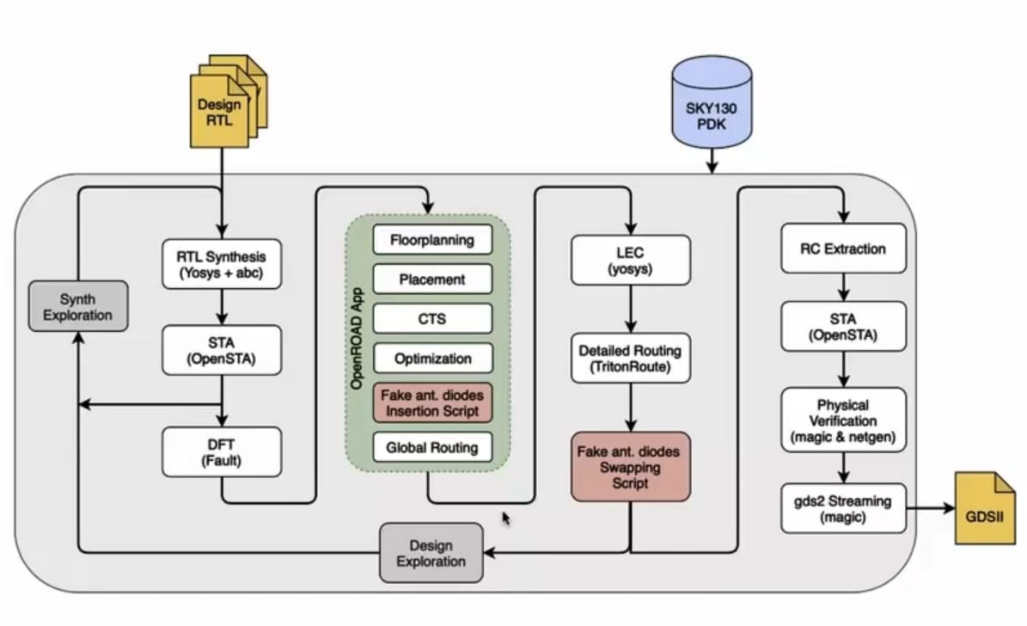 Design
RTL
SKY130
PDK
RTL Synthesis
(Yosys + abc)
Synth
Exploration
STA
(OpenSTA)
DFT
(Fault)
OpenROAD App
Floorplanning
Placement
CTS
Optimization
Fake ant. diodes
Insertion Script
Global Routing
LEC
(yosys)
Detailed Routing
(TritonRoute)
Fake ant. diodes
Swapping
Script
Design
Exploration
RC Extraction
STA
(OpenSTA)
Physical
Verification
(magic & netgen)
gds2 Streaming
(magic)
GDSII